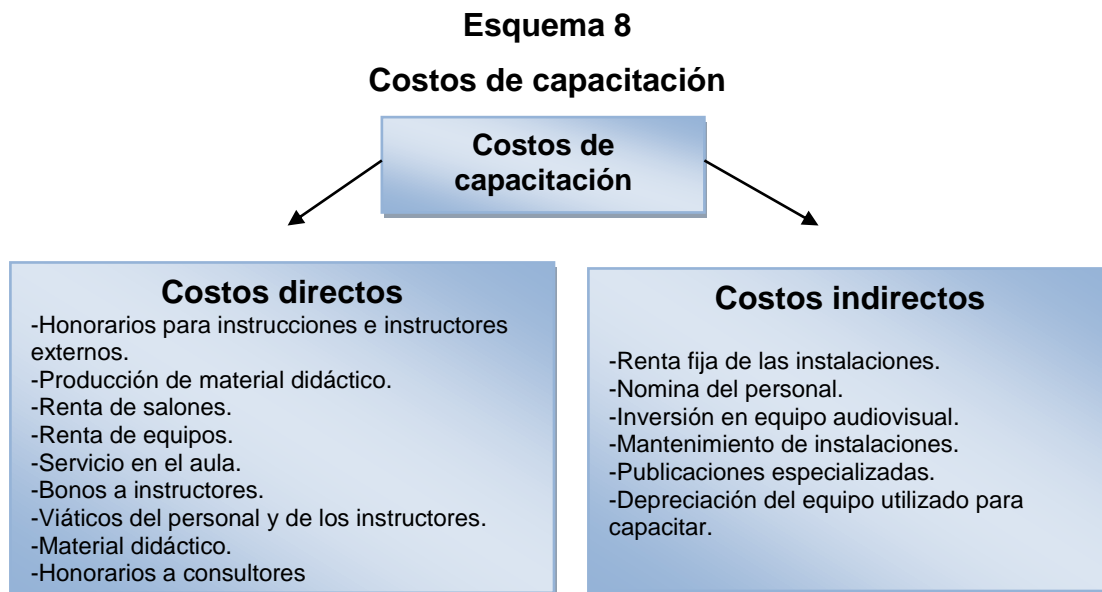 Esquema 8
Costos de capacitación
Costos de
capacitación
Costos directos
-Honorarios para instrucciones e instructores
externos.
-Producción de material didáctico.
-Renta de salones.
-Renta de equipos.
-Servicio en el aula.
-Bonos a instructores.
-Viáticos del personal y de los instructores.
-Material didáctico.
-Honorarios a consultores
Costos indirectos
-Renta fija de las instalaciones.
-Nomina del personal.
-Inversión en equipo audiovisual.
-Mantenimiento de instalaciones.
-Publicaciones especializadas.
-Depreciación del equipo utilizado para
capacitar.